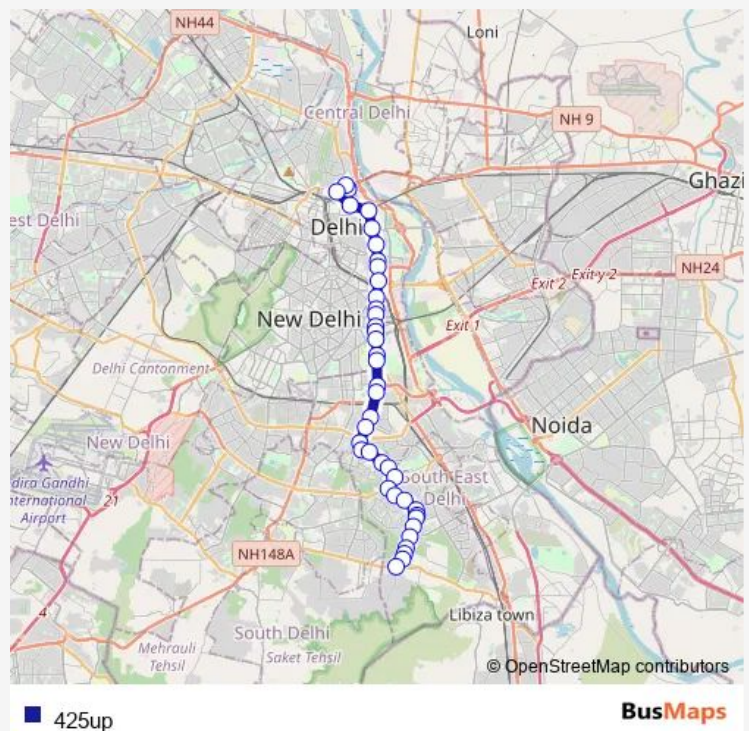 NH44
Loni
Central Delhi
NH 9
Ghazi
est Delhi
Delhi
NH24
Exit 2
Exit-y 2
New Delhi
Exit 1
Delhi Cantonment
Noida
New Delhi
dira Gandhi
nternational
Airport
21
South East
Delhi
NH148A
4
Libiza town
South Delhi
Mehrauli
Tehsil
Saket Tehsil
© OpenStreetMap contributors
425up
BusMaps